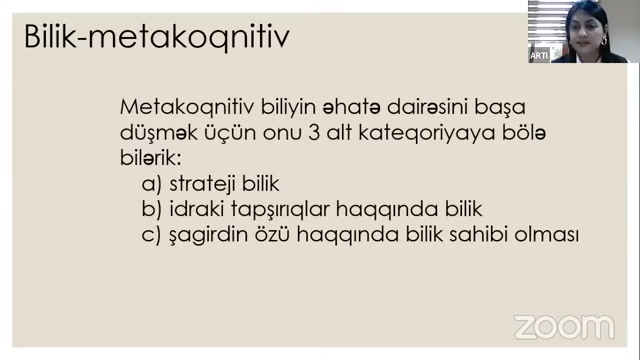 Bilik-metakoqnitiv
ARTI
Metakoqnitiv biliyin əhatə dairəsini başa
düşmək üçün onu 3 alt kateqoriyaya bölə
bilərik:
a) strateji bilik
b) idraki tapşırıqlar haqqında bilik
c) şagirdin özü haqqında bilik sahibi olması
zoom